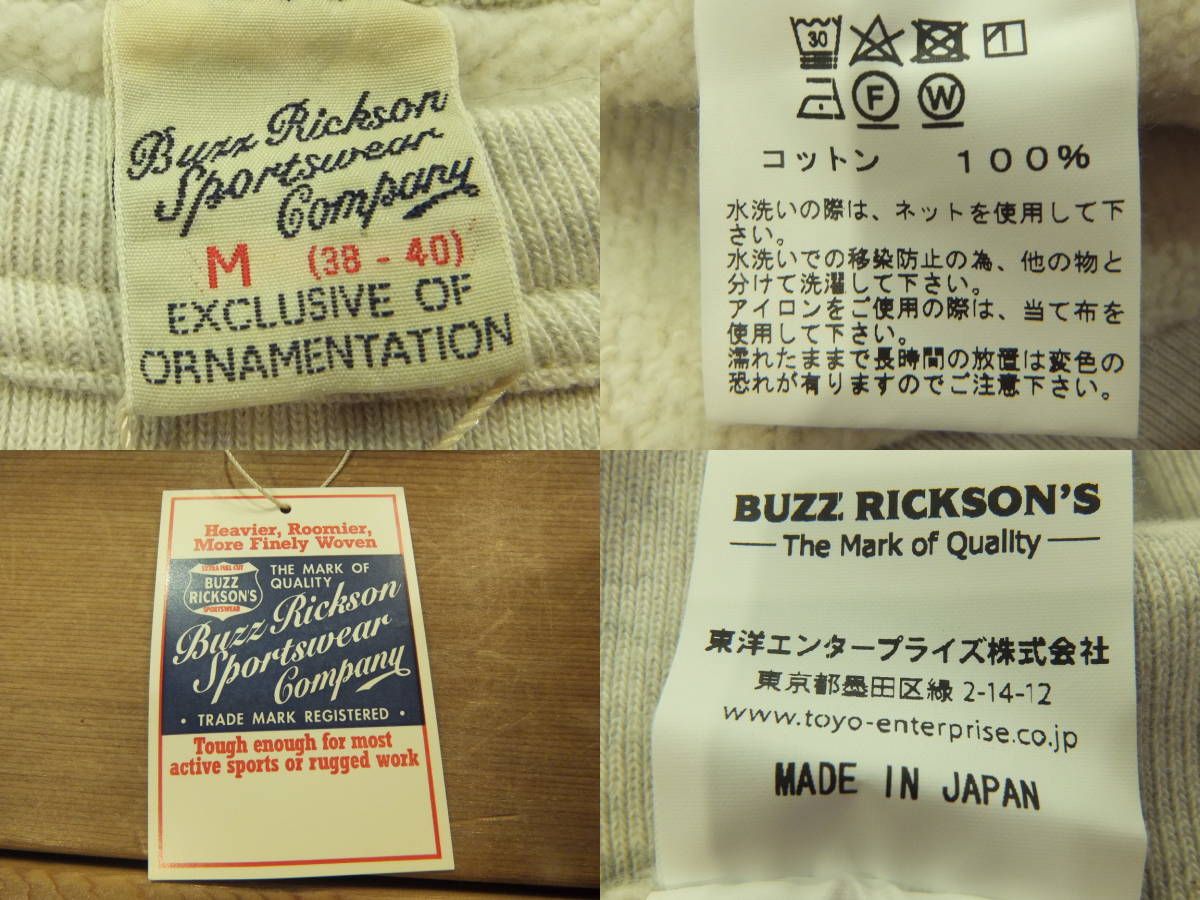 Buzz Rickson
Sportswear
Company
M (38 - 40)
EXCLUSIVE OF
ORNAMENTATION
30
F W
コットン 100%
水洗いの際は、ネットを使用して下
さい。
水洗いでの移染防止の為、他の物と
分けて洗濯して下さい。
アイロンをご使用の際は、当て布を
使用して下さい。
濡れたままで長時間の放置は変色の
恐れが有りますのでご注意下さい。
Heavier, Roomier,
More Finely Woven
EXTRA FULL CUT
BUZZ
RICKSON'S
SPORTSWEAR
THE MARK OF
QUALITY
Buzz Rickson
Sportswear
Company
• TRADE MARK REGISTERED •
Tough enough for most
active sports or rugged work
BUZZ RICKSON'S
The Mark of Quality
東洋エンタープライズ株式会社
東京都墨田区緑 2-14-12
www.toyo-enterprise.co.jp
MADE IN JAPAN